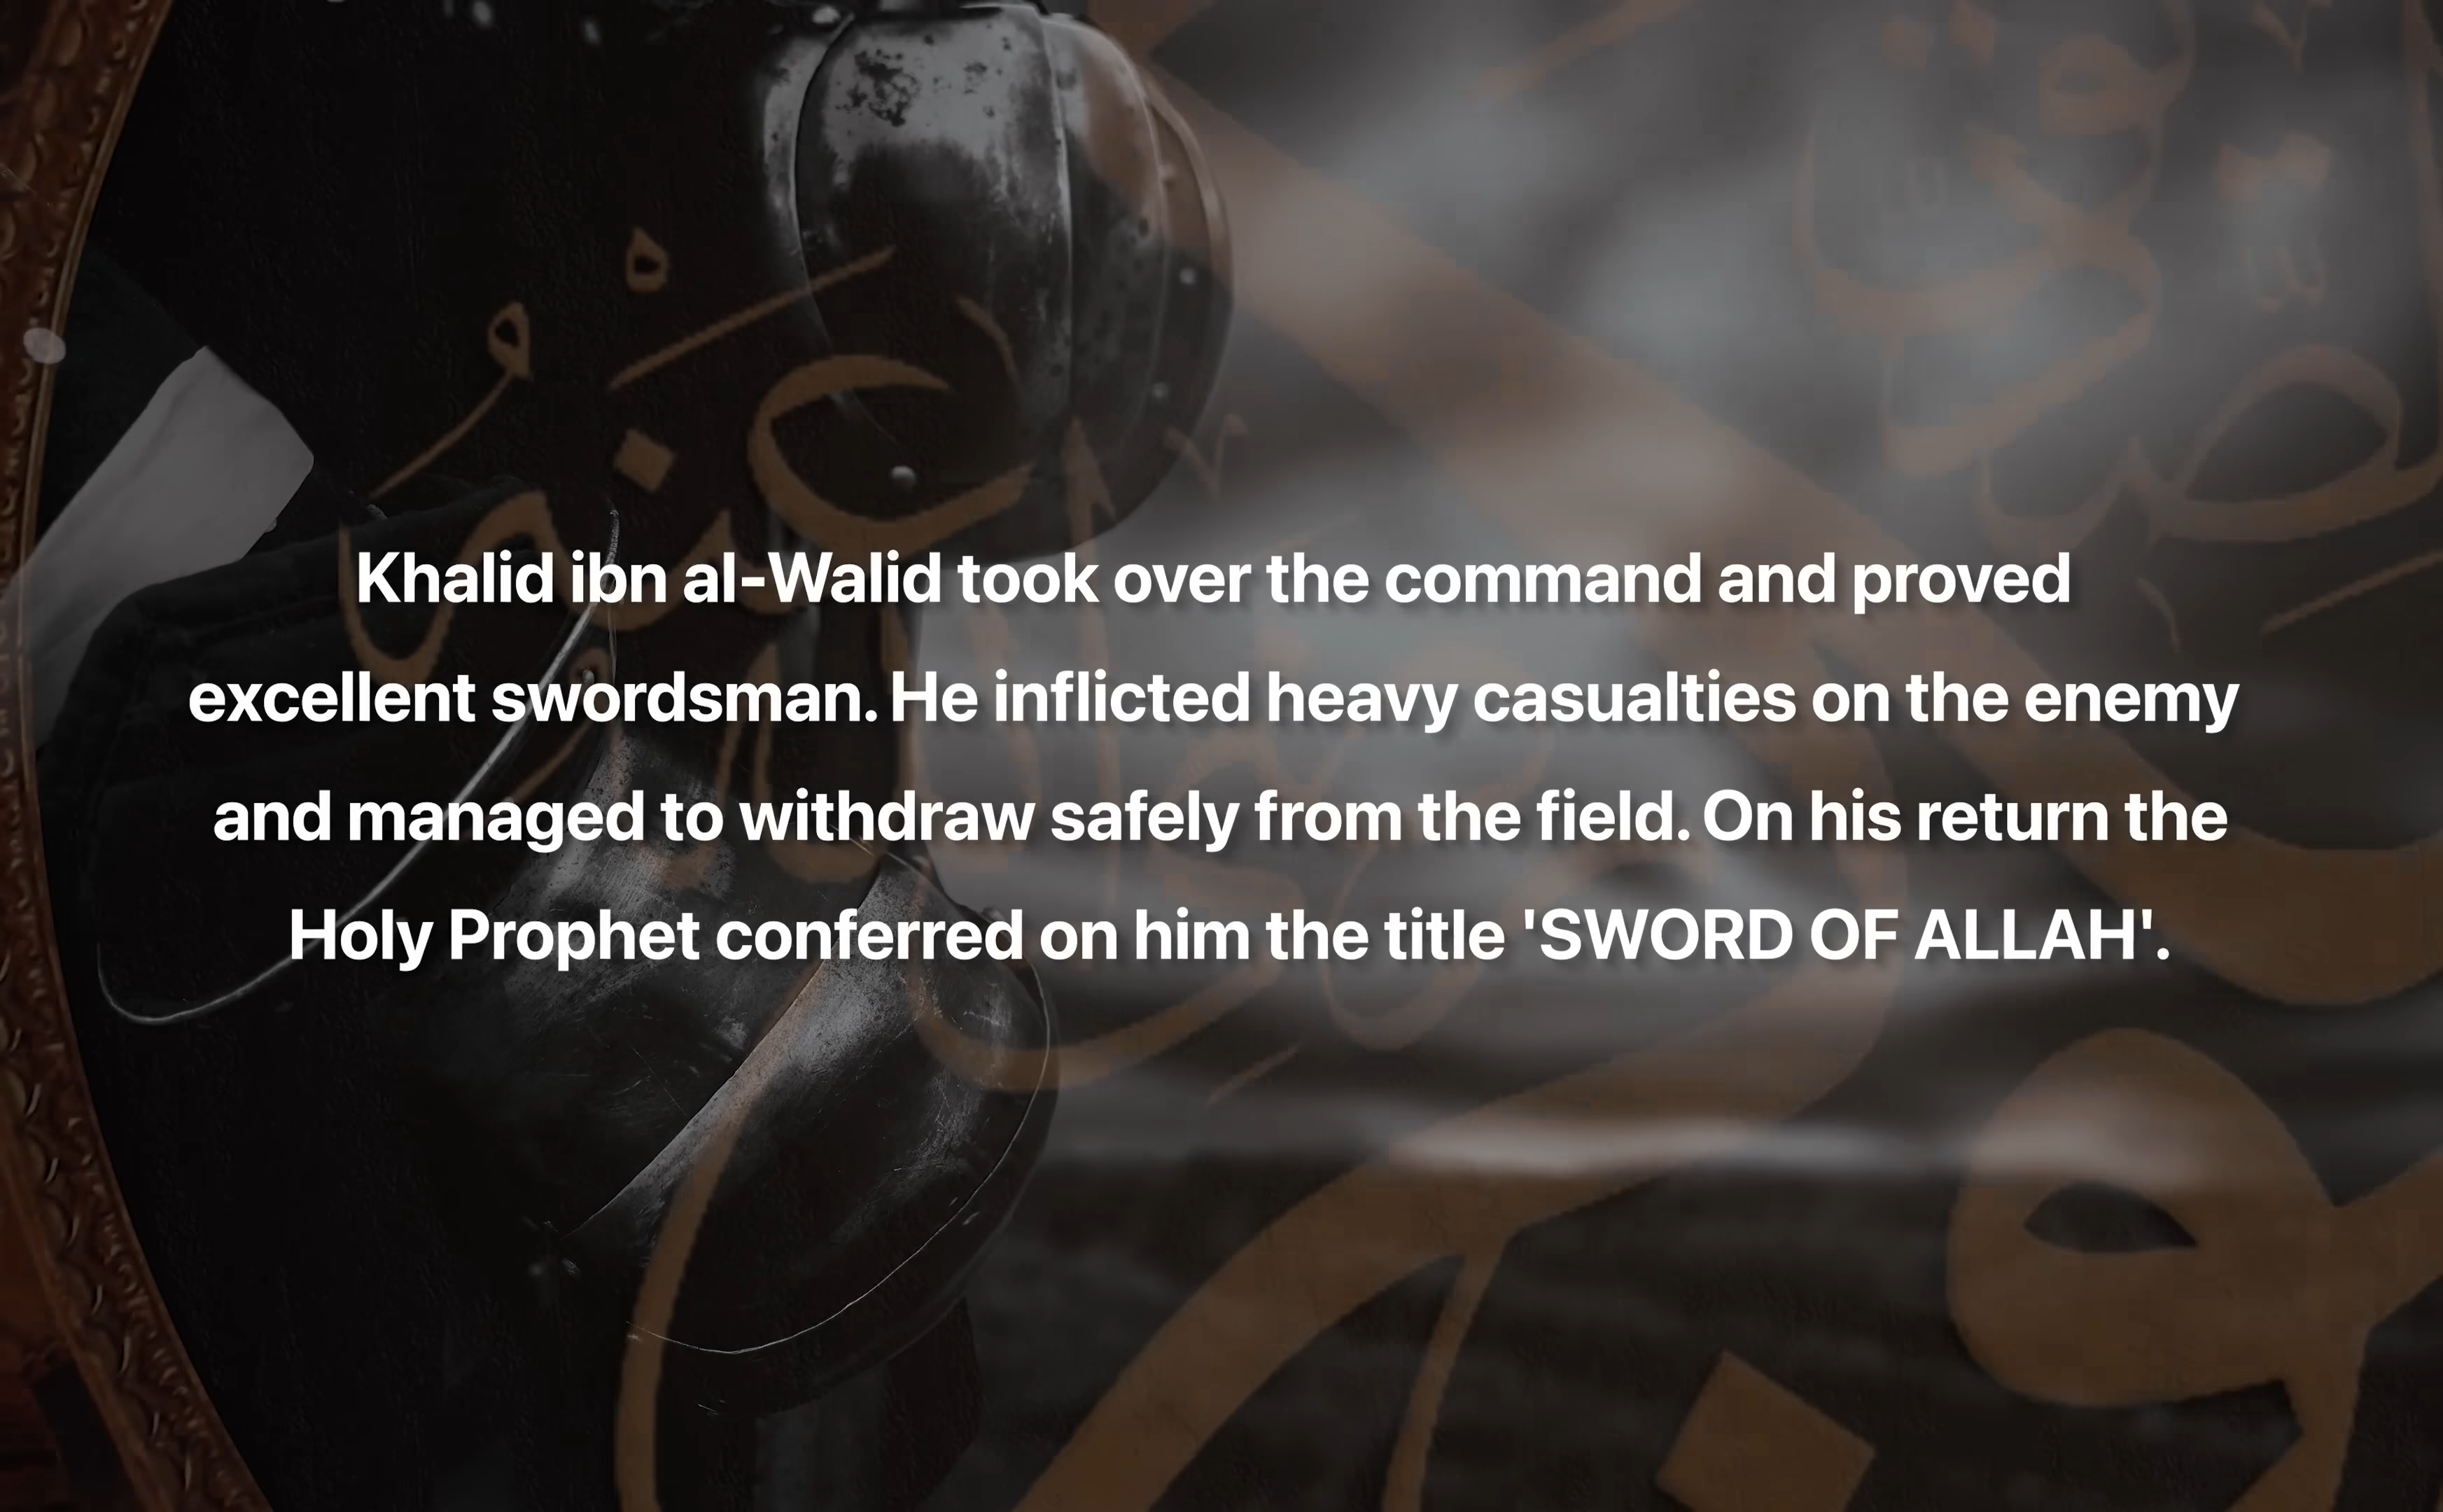 Khalid ibn al-Walid took over the command and proved
excellent swordsman. He inflicted heavy casualties on the enemy
and managed to withdraw safely from the field. On his return the
Holy Prophet conferred on him the title 'SWORD OF ALLAH'.